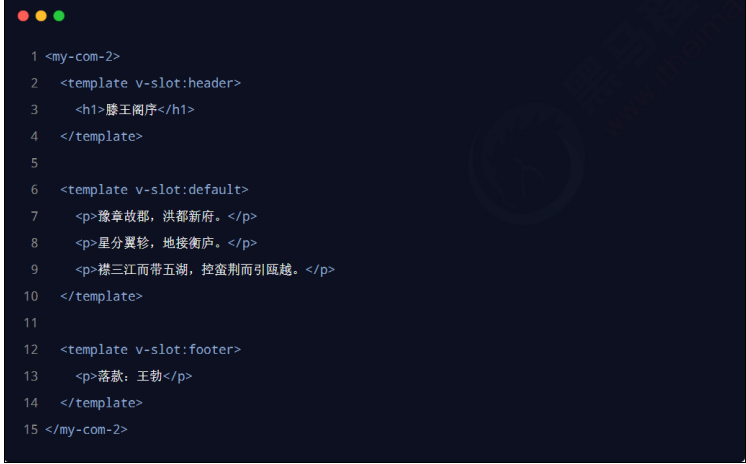 1 <my-com-2>
2 <template v-slot:header>
3 <h1>滕王阁序</h1>
4 </template>
5
6 <template v-slot:default>
7 <p>豫章故郡，洪都新府。</p>
8 <p>星分翼轸，地接衡庐。</p>
9 <p>襟三江而带五湖，控蛮荆而引瓯越。</p>
10 </template>
11
12 <template v-slot:footer>
13 <p>落款：王勃</p>
14 </template>
15 </my-com-2>